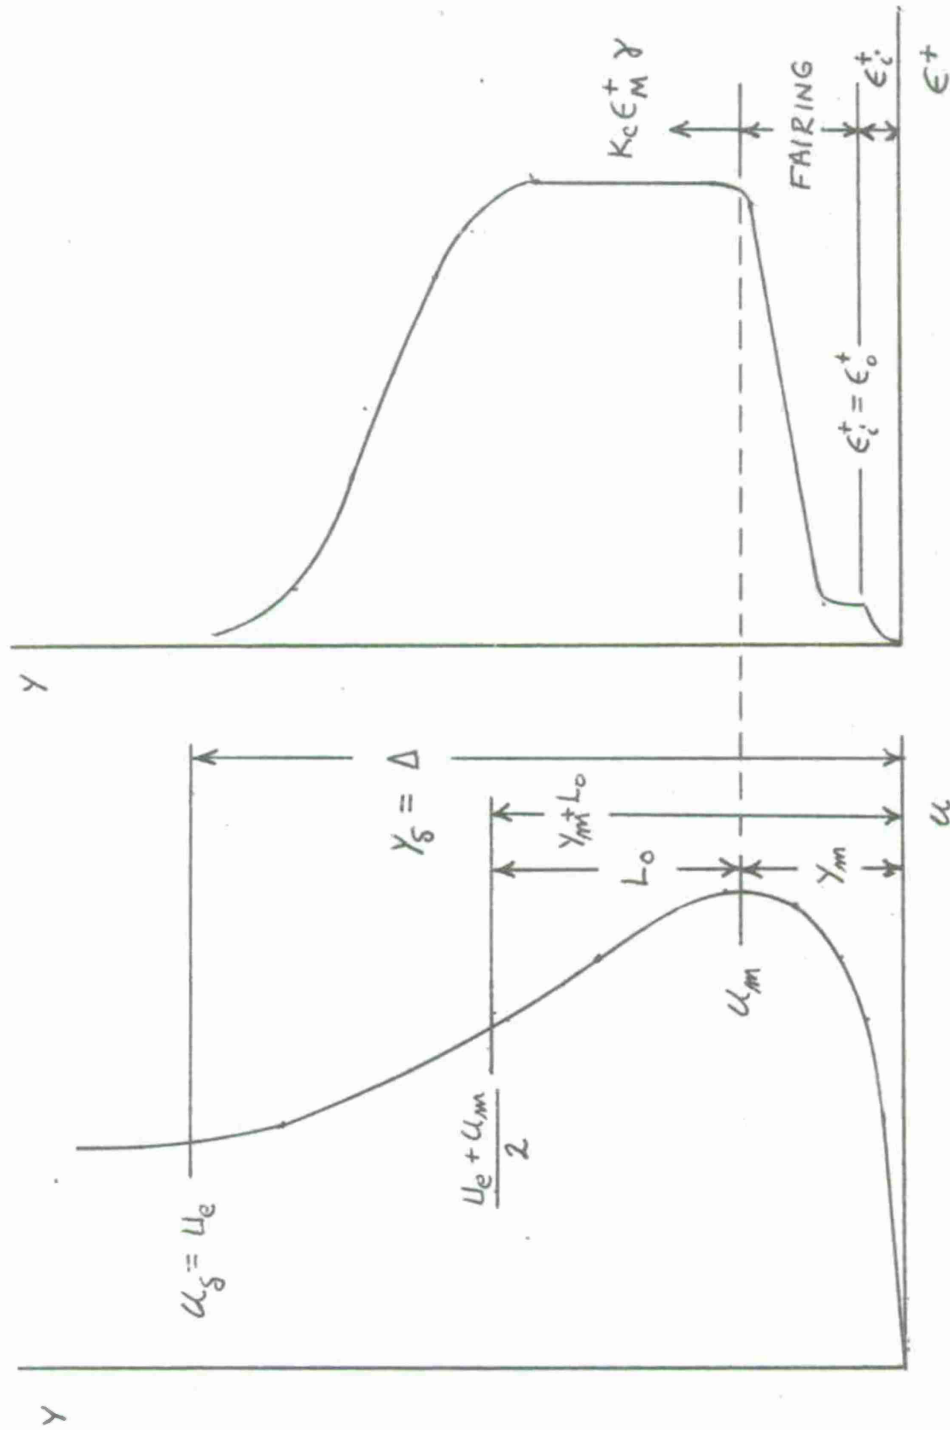 Y
u_δ = u_e
(u_e + u_m)/2
u_m
L_o
y_m
y_m + L_o
y_δ = Δ
u
Y
K_c ϵ_M^+ γ
FAIRING
ϵ_i^+ = ϵ_o^+
ϵ_i^+
ϵ^+